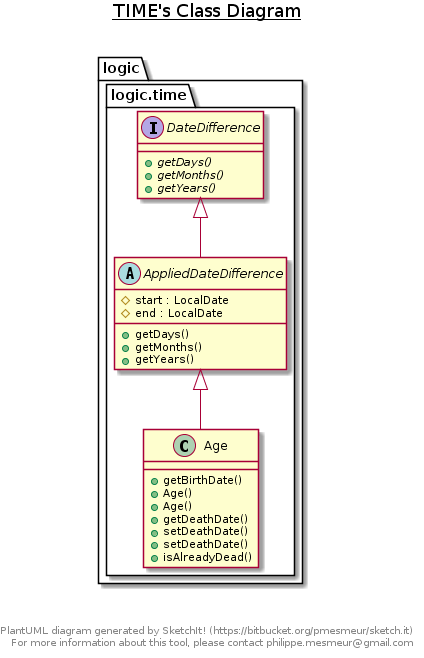 TIME's Class Diagram
logic
logic.time
I DateDifference
getDays()
getMonths()
getYears()
A AppliedDateDifference
start : LocalDate
end : LocalDate
getDays()
getMonths()
getYears()
C Age
getBirthDate()
Age()
Age()
getDeathDate()
setDeathDate()
setDeathDate()
isAlreadyDead()
PlantUML diagram generated by SketchIt! (https://bitbucket.org/pmesmeur/sketch.it)
For more information about this tool, please contact philippe.mesmeur@gmail.com